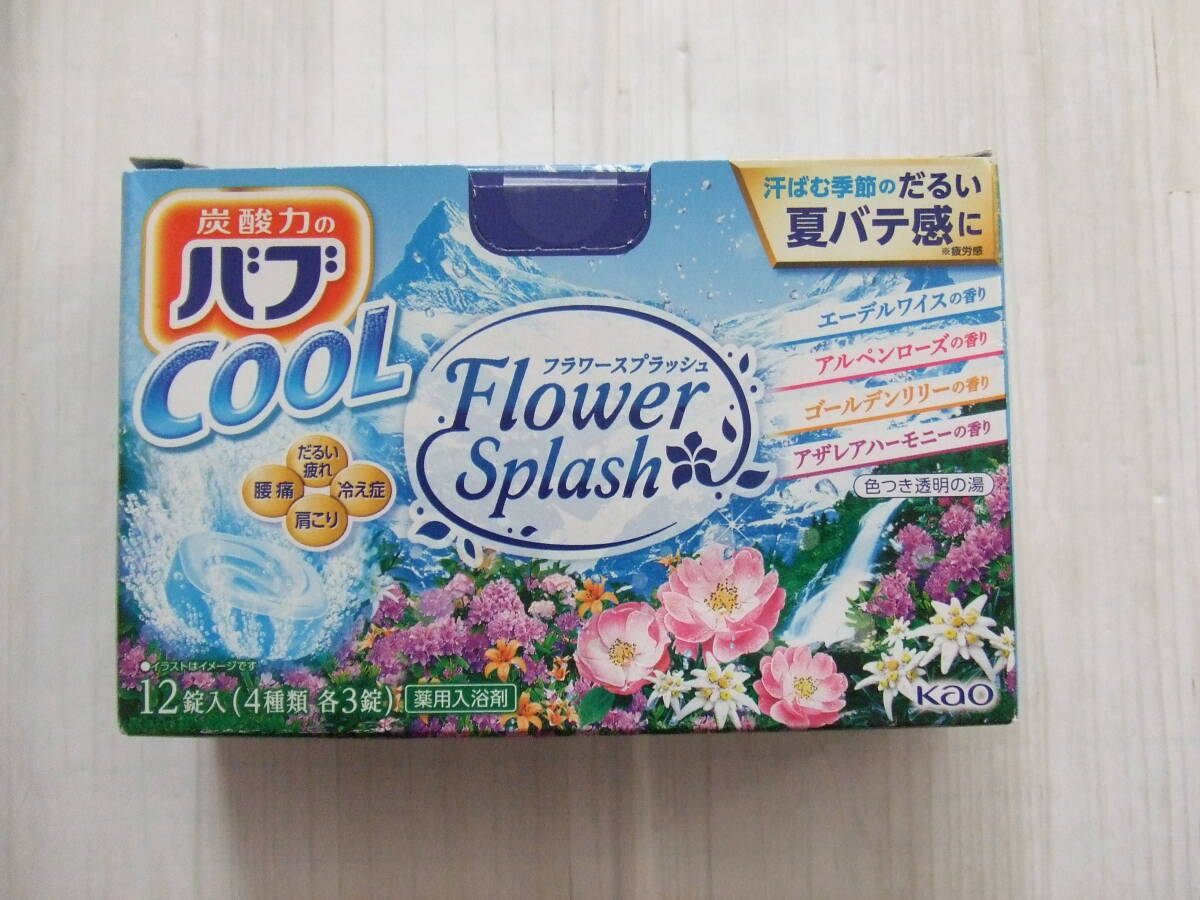 炭酸力の
バブ
COOL
汗ばむ季節のだるい
夏バテ感に
※疲労感
エーデルワイスの香り
アルペンローズの香り
ゴールデンリリーの香り
アザレアハーモニーの香り
色つき透明の湯
フラワースプラッシュ
Flower
Splash
だるい
疲れ
腰痛
冷え症
肩こり
●イラストはイメージです
12錠入(4種類 各3錠)
薬用入浴剤
Kao